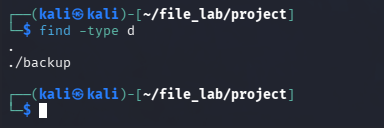 ┌──(kali㉿kali)-[~/file_lab/project]
└─$ find -type d
.
./backup
┌──(kali㉿kali)-[~/file_lab/project]
└─$